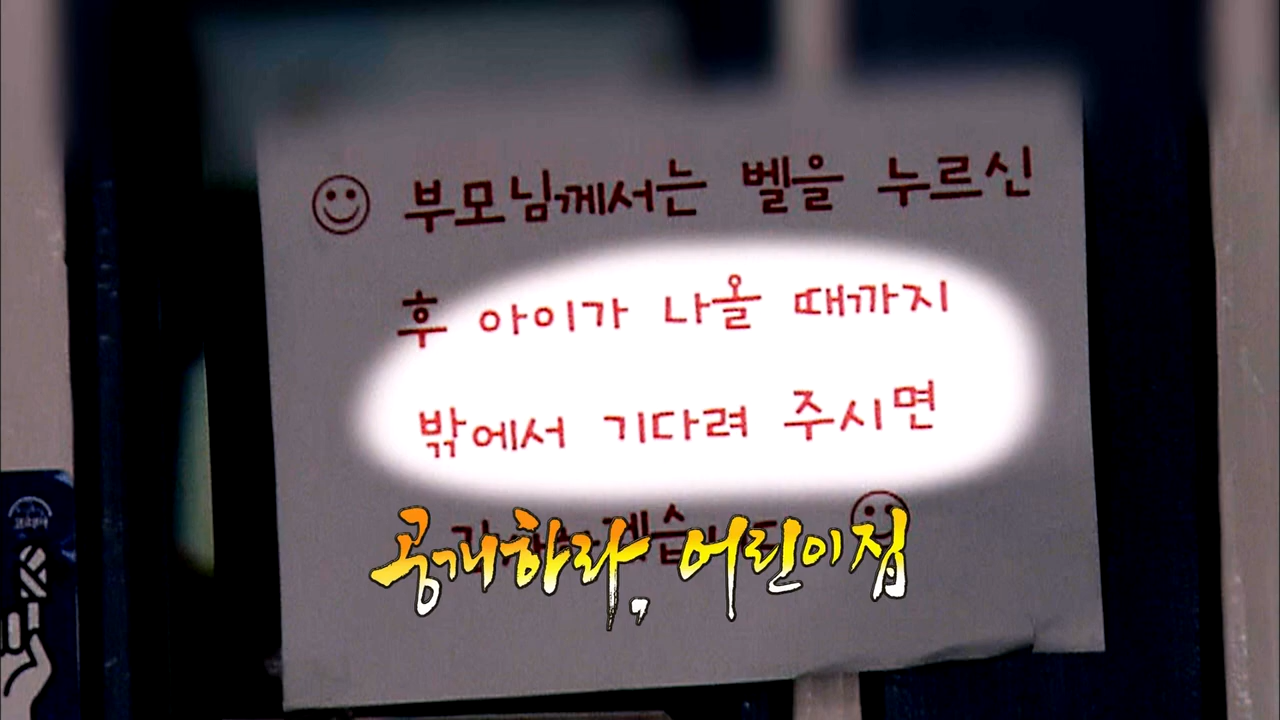 부모님께서는 벨을 누르신
후 아이가 나올 때까지
밖에서 기다려 주시면
공개하라, 어린이집